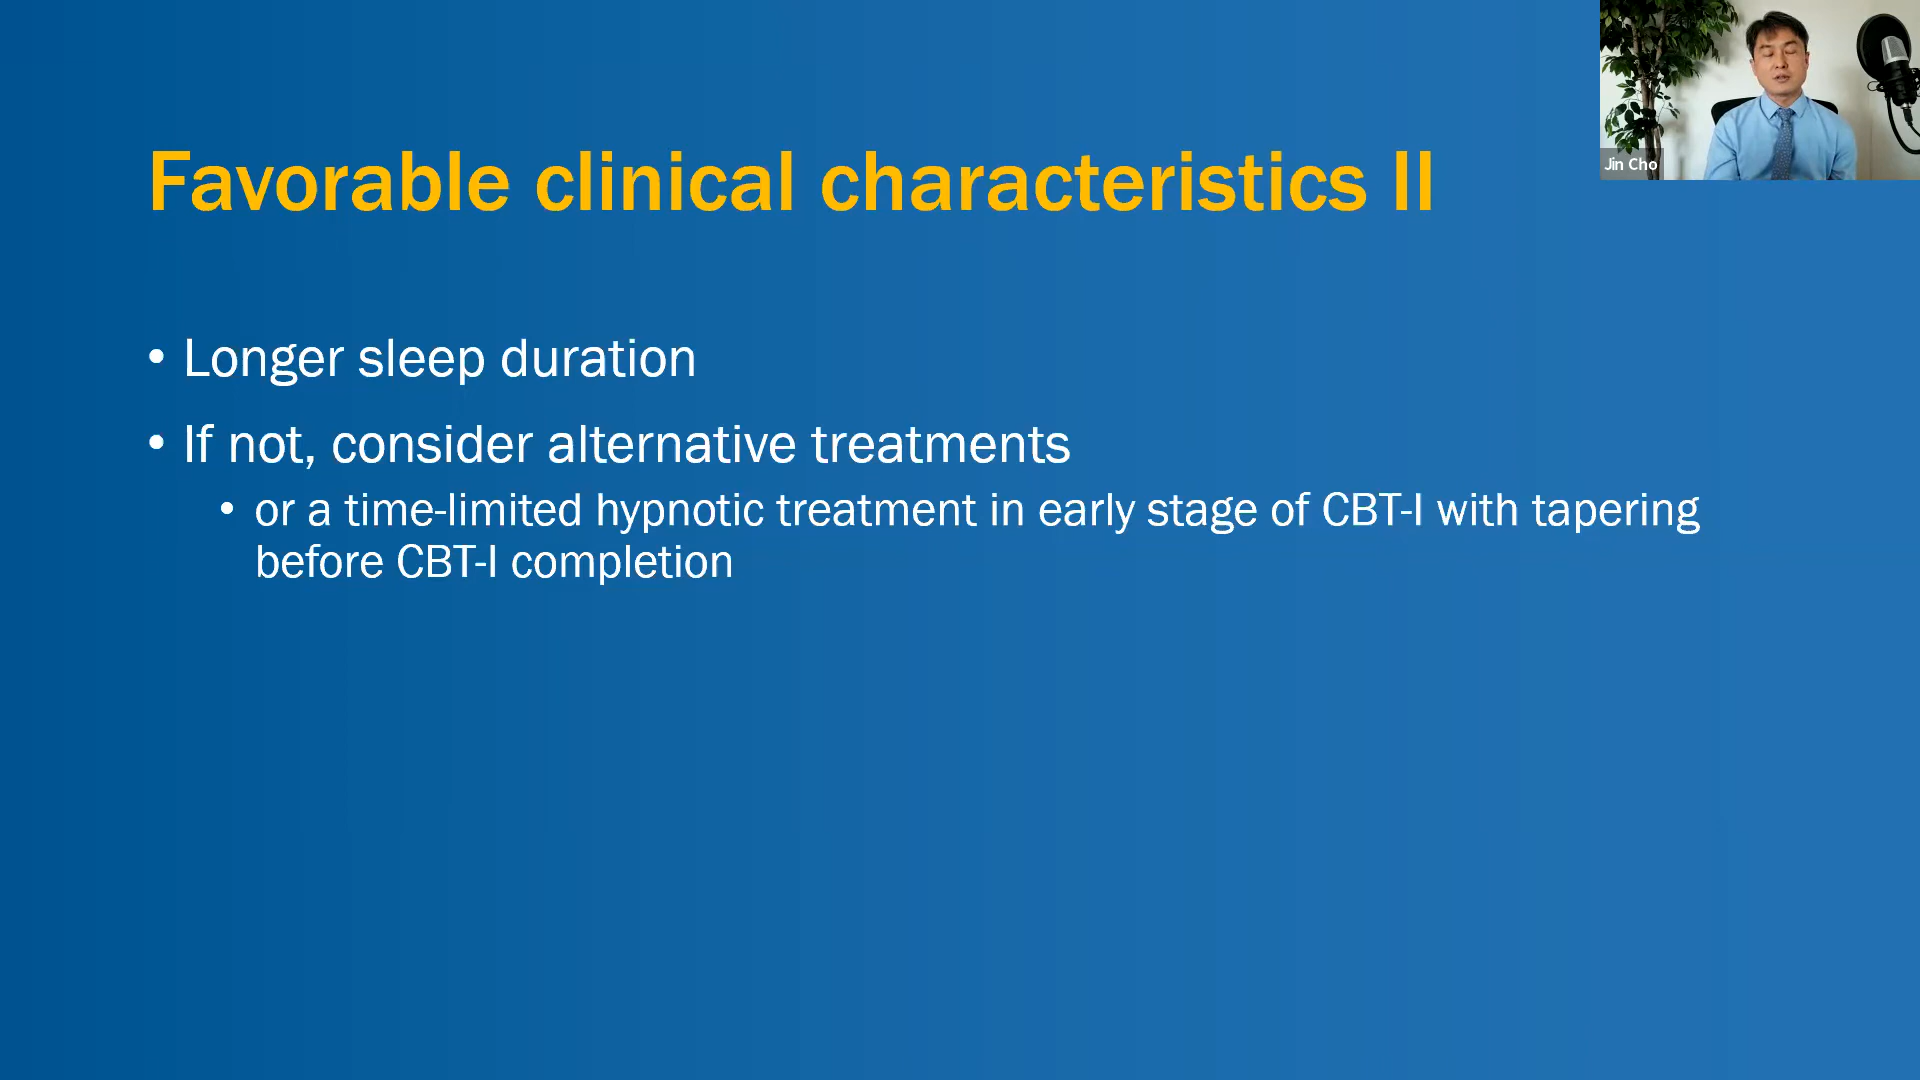 Favorable clinical characteristics II
• Longer sleep duration
• If not, consider alternative treatments
• or a time-limited hypnotic treatment in early stage of CBT-I with tapering
before CBT-I completion
Jin Cho